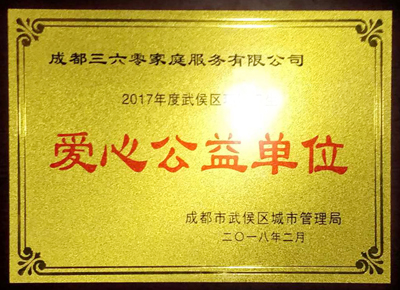 成都三六零家庭服务有限公司
2017年度武侯区
爱心公益单位
成都市武侯区城市管理局
二〇一八年二月